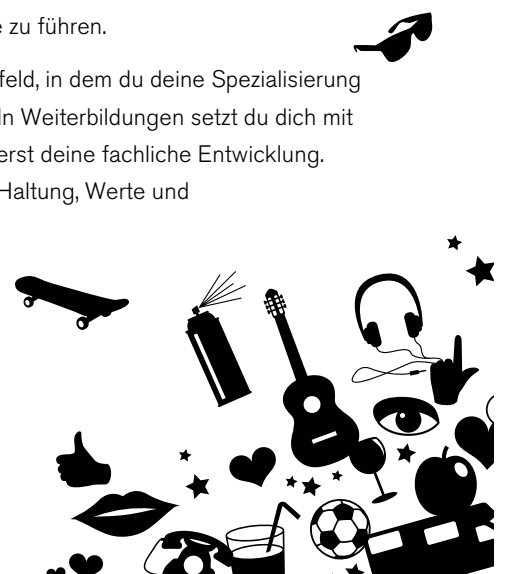 zu führen.
feld, in dem du deine Spezialisierung
In Weiterbildungen setzt du dich mit
erst deine fachliche Entwicklung.
Haltung, Werte und